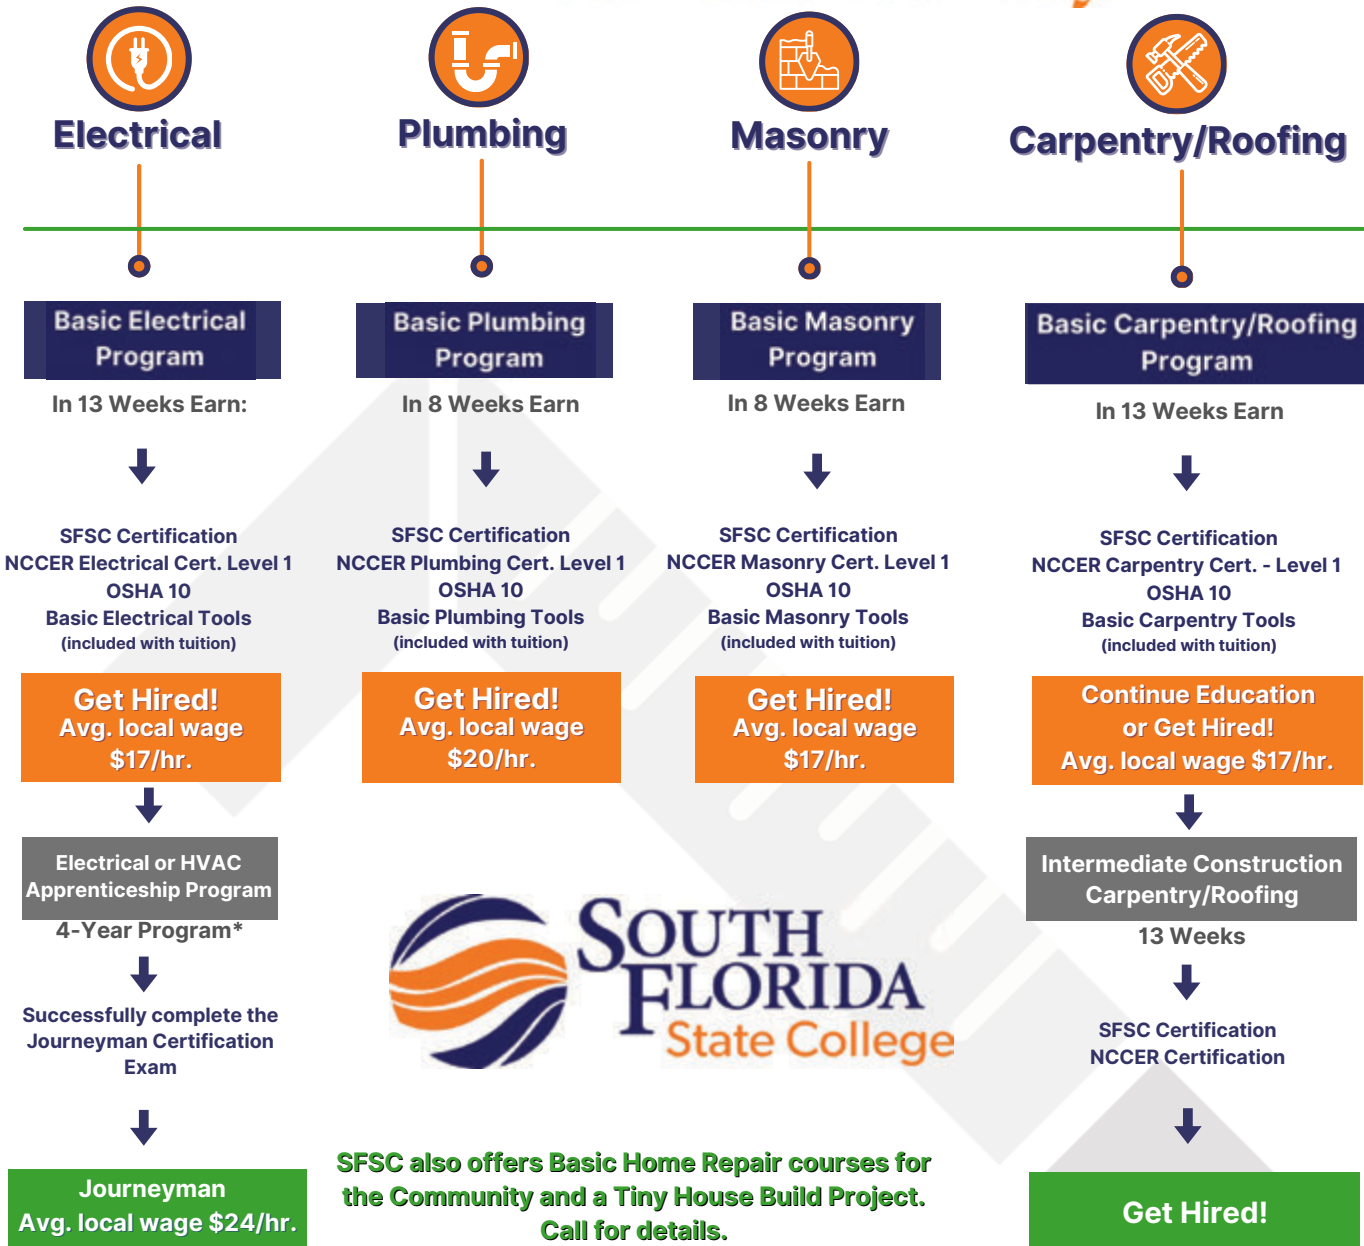 Electrical
Basic Electrical
Program
In 13 Weeks Earn:
SFSC Certification
NCCER Electrical Cert. Level 1
OSHA 10
Basic Electrical Tools
(included with tuition)
Get Hired!
Avg. local wage
$17/hr.
Electrical or HVAC
Apprenticeship Program
4-Year Program*
Successfully complete the
Journeyman Certification
Exam
Journeyman
Avg. local wage $24/hr.
Plumbing
Basic Plumbing
Program
In 8 Weeks Earn
SFSC Certification
NCCER Plumbing Cert. Level 1
OSHA 10
Basic Plumbing Tools
(included with tuition)
Get Hired!
Avg. local wage
$20/hr.
Masonry
Basic Masonry
Program
In 8 Weeks Earn
SFSC Certification
NCCER Masonry Cert. Level 1
OSHA 10
Basic Masonry Tools
(included with tuition)
Get Hired!
Avg. local wage
$17/hr.
Carpentry/Roofing
Basic Carpentry/Roofing
Program
In 13 Weeks Earn
SFSC Certification
NCCER Carpentry Cert. - Level 1
OSHA 10
Basic Carpentry Tools
(included with tuition)
Continue Education
or Get Hired!
Avg. local wage $17/hr.
Intermediate Construction
Carpentry/Roofing
13 Weeks
SFSC Certification
NCCER Certification
Get Hired!
SOUTH
FLORIDA
State College
SFSC also offers Basic Home Repair courses for
the Community and a Tiny House Build Project.
Call for details.